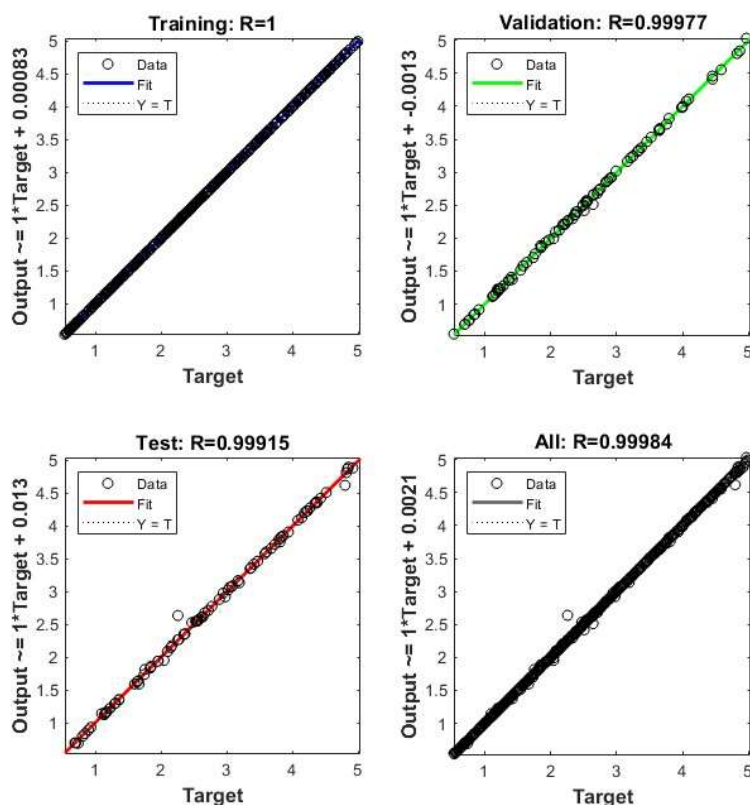 Training: R=1
Output ~= 1*Target + 0.00083
5
4.5
4
3.5
3
2.5
2
1.5
1
Data
Fit
Y = T
1 2 3 4 5
Target
Validation: R=0.99977
Output ~= 1*Target + -0.0013
5
4.5
4
3.5
3
2.5
2
1.5
1
Data
Fit
Y = T
1 2 3 4 5
Target
Test: R=0.99915
Output ~= 1*Target + 0.013
5
4.5
4
3.5
3
2.5
2
1.5
1
Data
Fit
Y = T
1 2 3 4 5
Target
All: R=0.99984
Output ~= 1*Target + 0.0021
5
4.5
4
3.5
3
2.5
2
1.5
1
Data
Fit
Y = T
1 2 3 4 5
Target